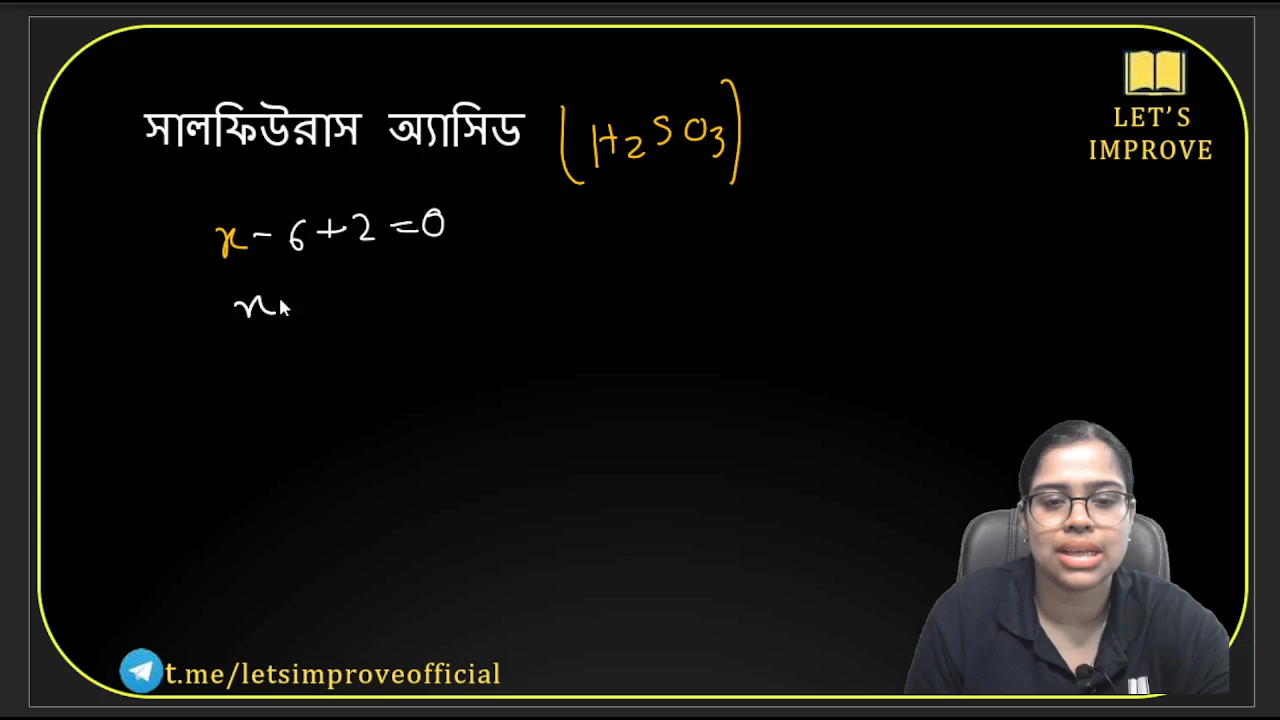 সালফিউরাস অ্যাসিড (H₂SO₃)
LET'S
IMPROVE
x - 6 + 2 = 0
x
t.me/letsimproveofficial